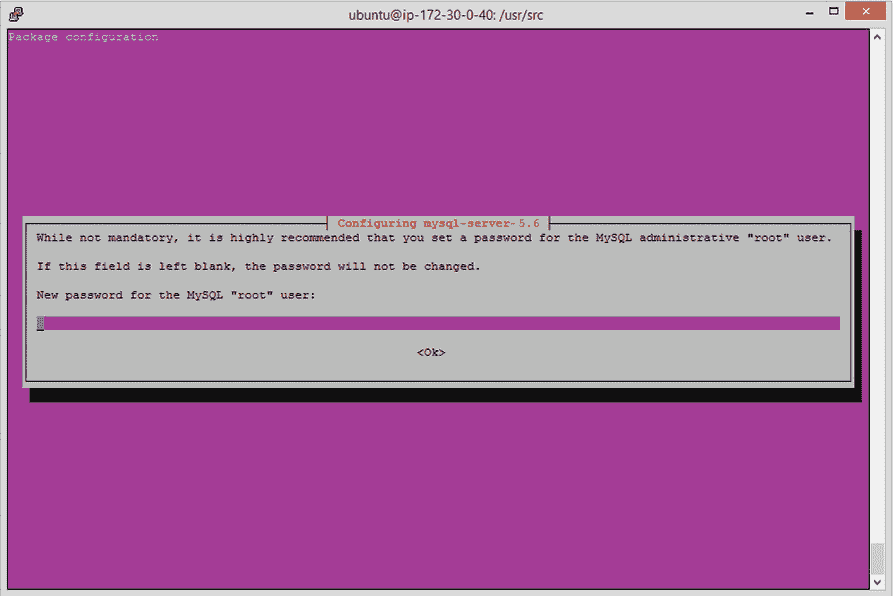 ubuntu@ip-172-30-0-40: /usr/src
Package configuration
Configuring mysql-server-5.6
While not mandatory, it is highly recommended that you set a password for the MySQL administrative "root" user.
If this field is left blank, the password will not be changed.
New password for the MySQL "root" user:
<Ok>